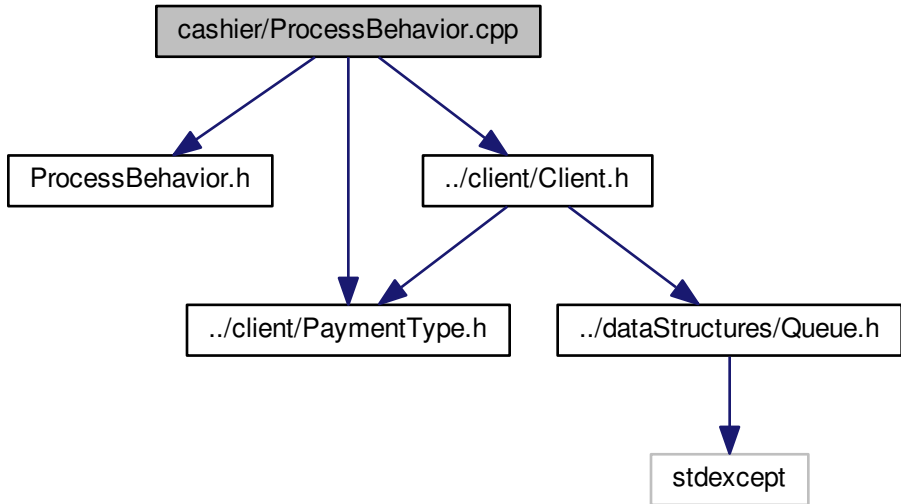 cashier/ProcessBehavior.cpp
ProcessBehavior.h
../client/Client.h
../client/PaymentType.h
../dataStructures/Queue.h
stdexcept